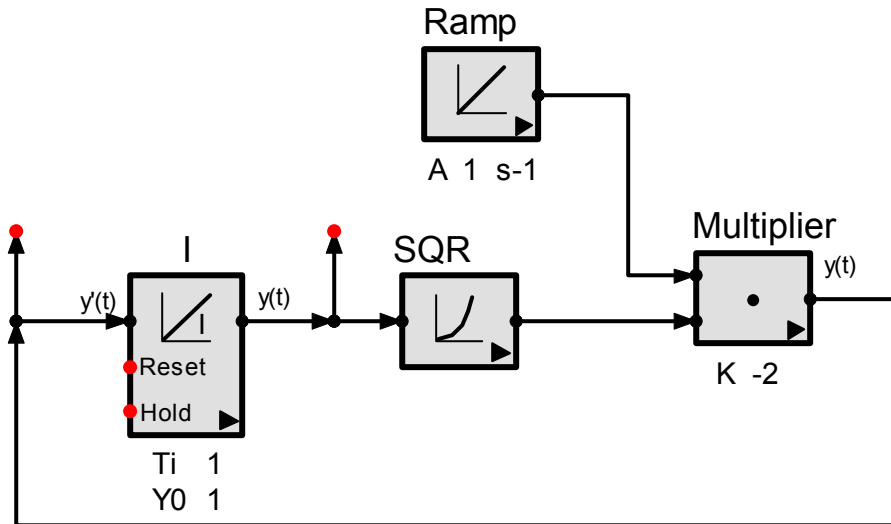 Ramp
A 1 s-1
I
SQR
Multiplier
y'(t)
y(t)
y(t)
I
Reset
Hold
K -2
Ti 1
Y0 1